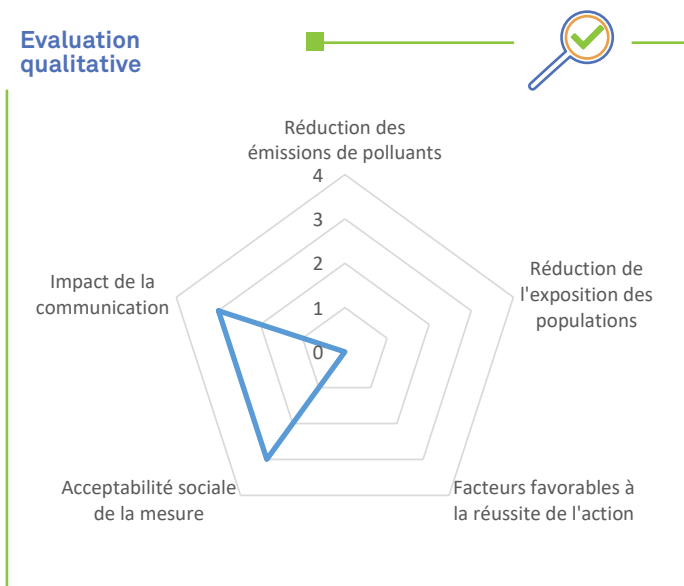 Evaluation
qualitative
Réduction des
émissions de polluants
4
3
2
1
0
Réduction de
l'exposition des
populations
Facteurs favorables à
la réussite de l'action
Acceptabilité sociale
de la mesure
Impact de la
communication